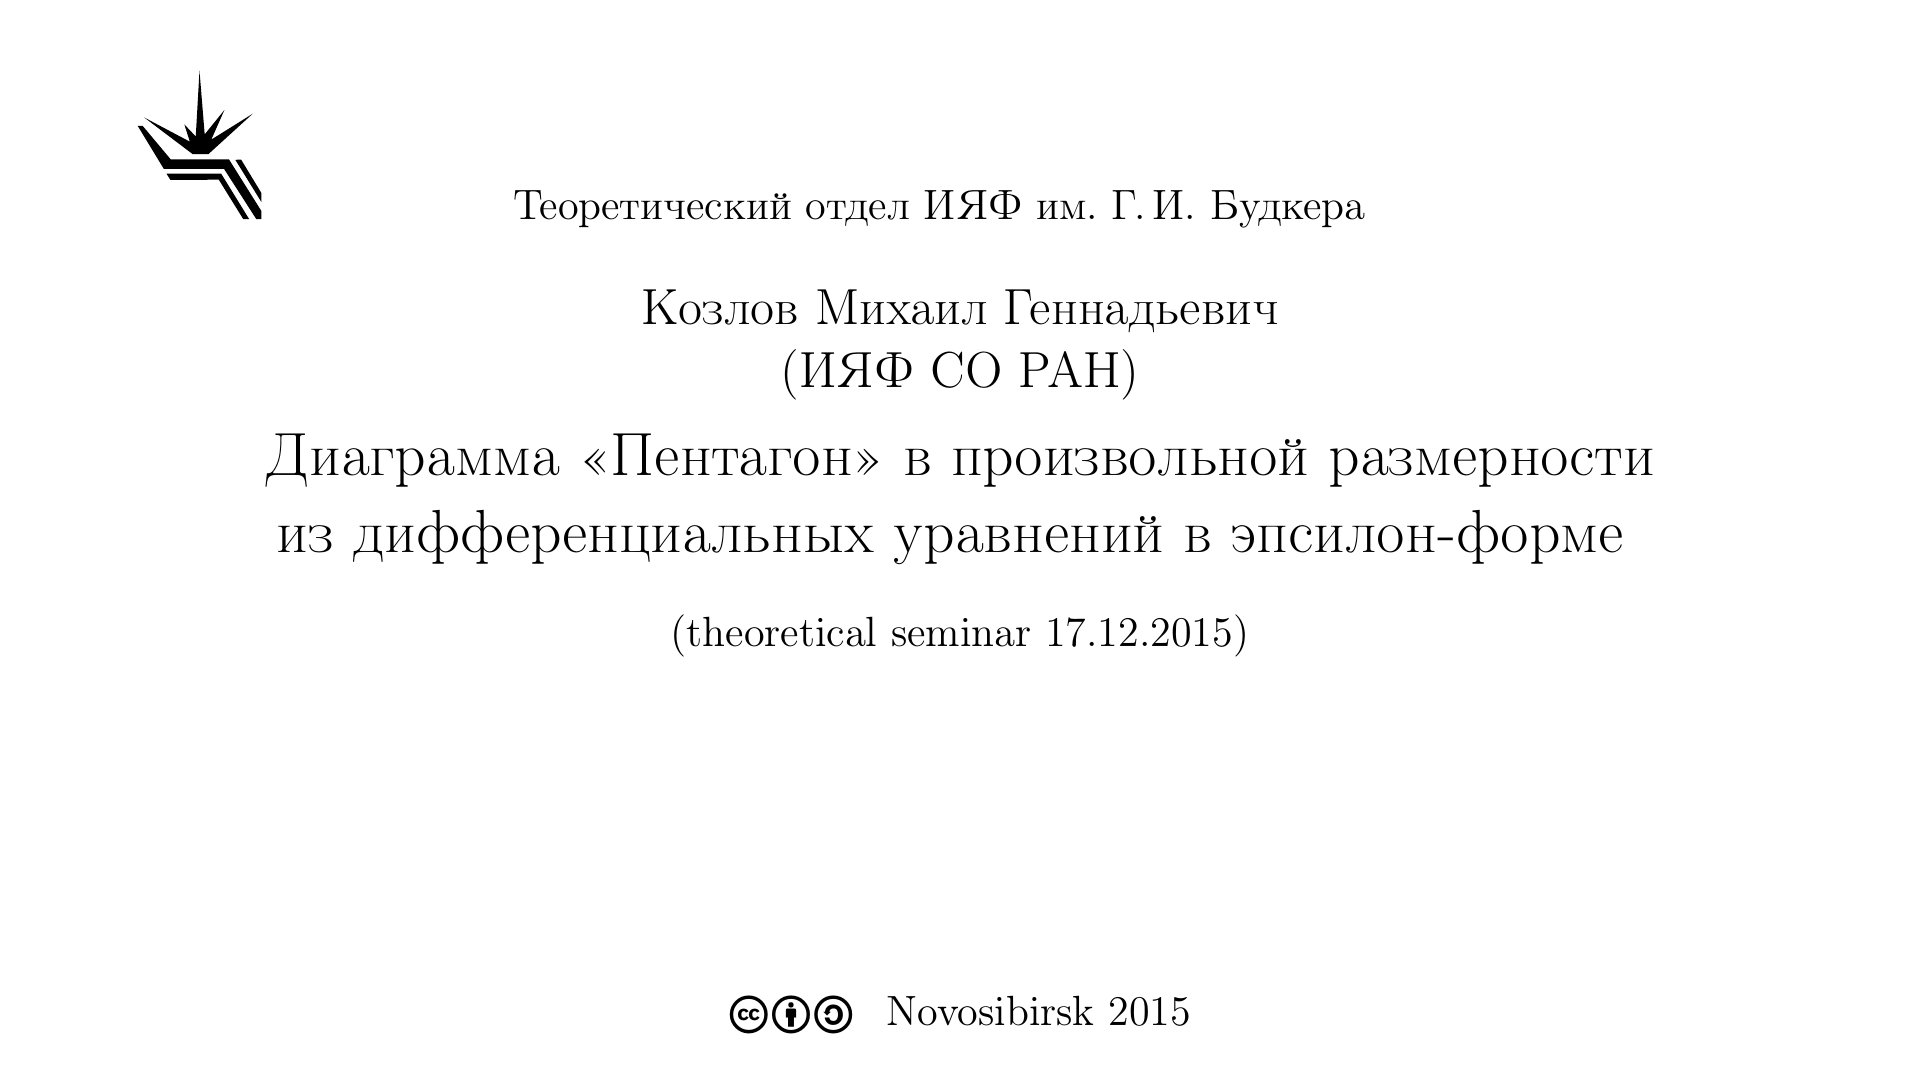 Теоретический отдел ИЯФ им. Г. И. Будкера
Козлов Михаил Геннадьевич
(ИЯФ СО РАН)
Диаграмма «Пентагон» в произвольной размерности
из дифференциальных уравнений в эпсилон-форме
(theoretical seminar 17.12.2015)
cc Novosibirsk 2015